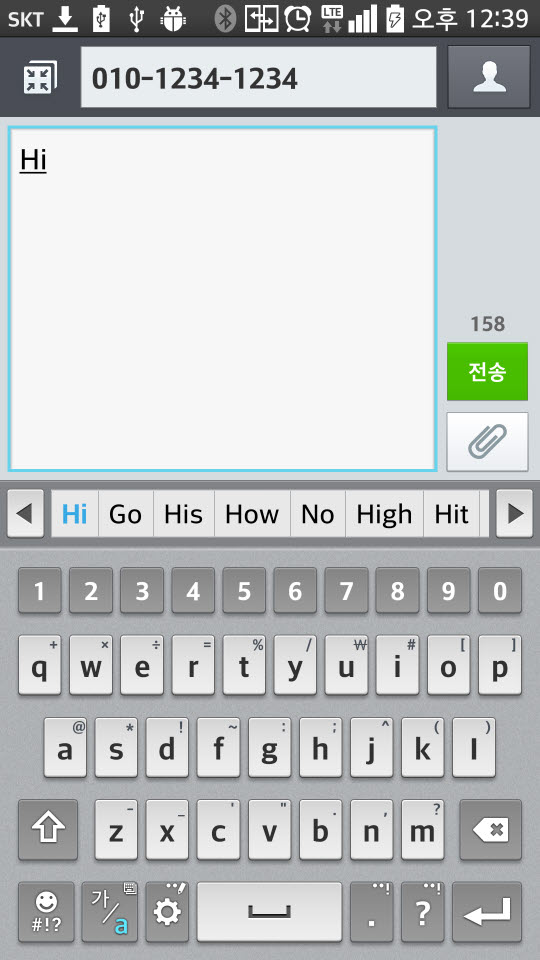 SKT LTE 오후 12:39
010-1234-1234
Hi
158
전송
Hi Go His How No High Hit
1 2 3 4 5 6 7 8 9 0
+ × ÷ = % / ₩ # [ ]
q w e r t y u i o p
@ * ! ~ : ; ^ ( )
a s d f g h j k l
- _ ' " . , ?
z x c v b n m
#!? 가/a . ?